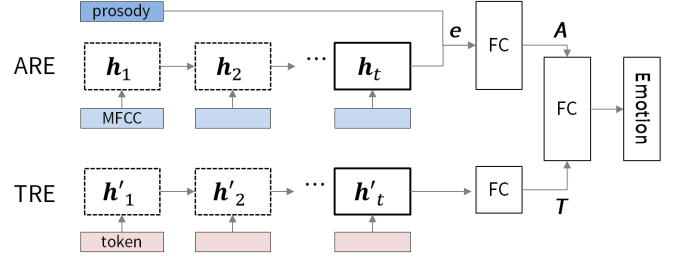 prosody
e
FC
A
ARE
h1
h2
...
ht
MFCC
FC
Emotion
TRE
h'1
h'2
...
h't
FC
T
token